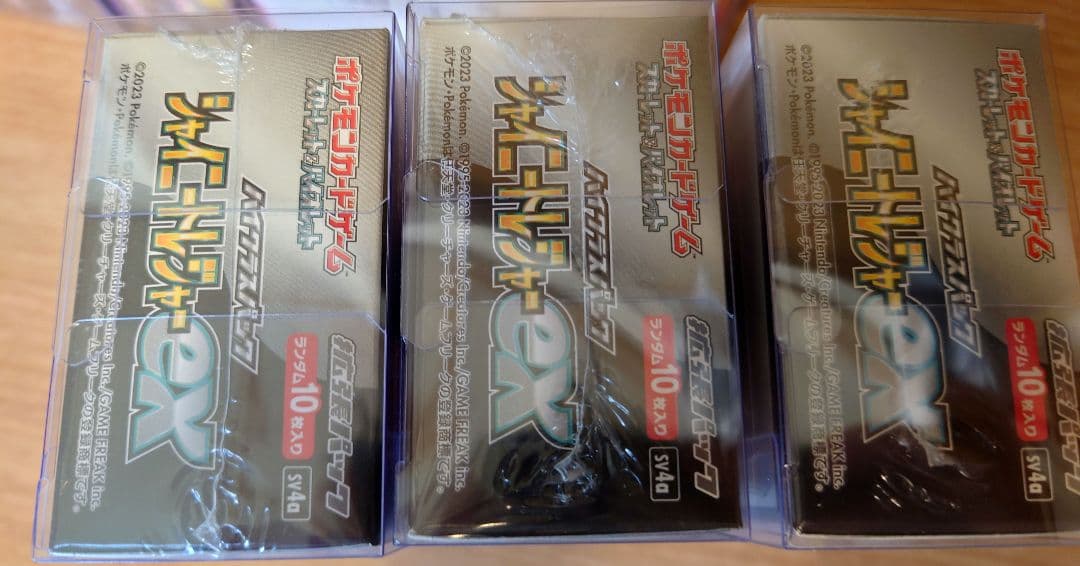 ポケモンカードゲーム
スカーレット&バイオレット
ハイクラスパック
シャイニートレジャー
ex
拡張パック
ランダム10枚入り
SV4a
©2023 Pokémon. ©1995-2023 Nintendo/Creatures Inc./GAME FREAK inc.
ポケモン・Pokémonは任天堂・クリーチャーズ・ゲームフリークの登録商標です。
ポケモンカードゲーム
スカーレット&バイオレット
ハイクラスパック
シャイニートレジャー
ex
拡張パック
ランダム10枚入り
SV4a
©2023 Pokémon. ©1995-2023 Nintendo/Creatures Inc./GAME FREAK inc.
ポケモン・Pokémonは任天堂・クリーチャーズ・ゲームフリークの登録商標です。
ポケモンカードゲーム
スカーレット&バイオレット
ハイクラスパック
シャイニートレジャー
ex
拡張パック
ランダム10枚入り
SV4a
©2023 Pokémon. ©1995-2023 Nintendo/Creatures Inc./GAME FREAK inc.
ポケモン・Pokémonは任天堂・クリーチャーズ・ゲームフリークの登録商標です。